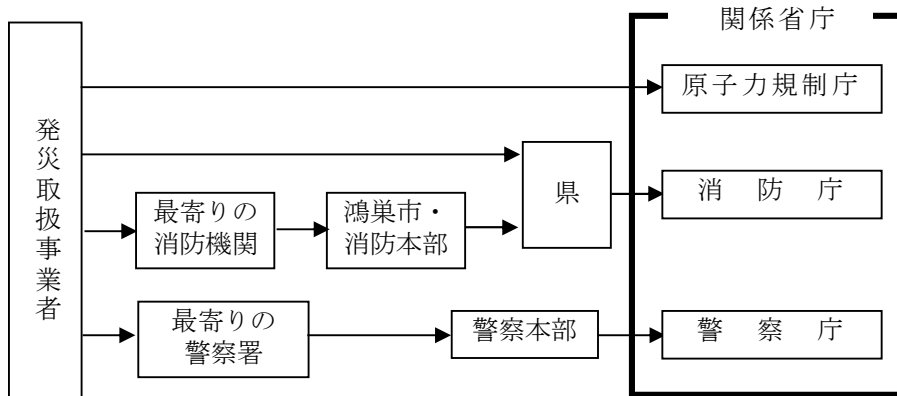 関係省庁
原子力規制庁
発災取扱事業者
県
消防庁
最寄りの
消防機関
鴻巣市・
消防本部
最寄りの
警察署
警察本部
警察庁